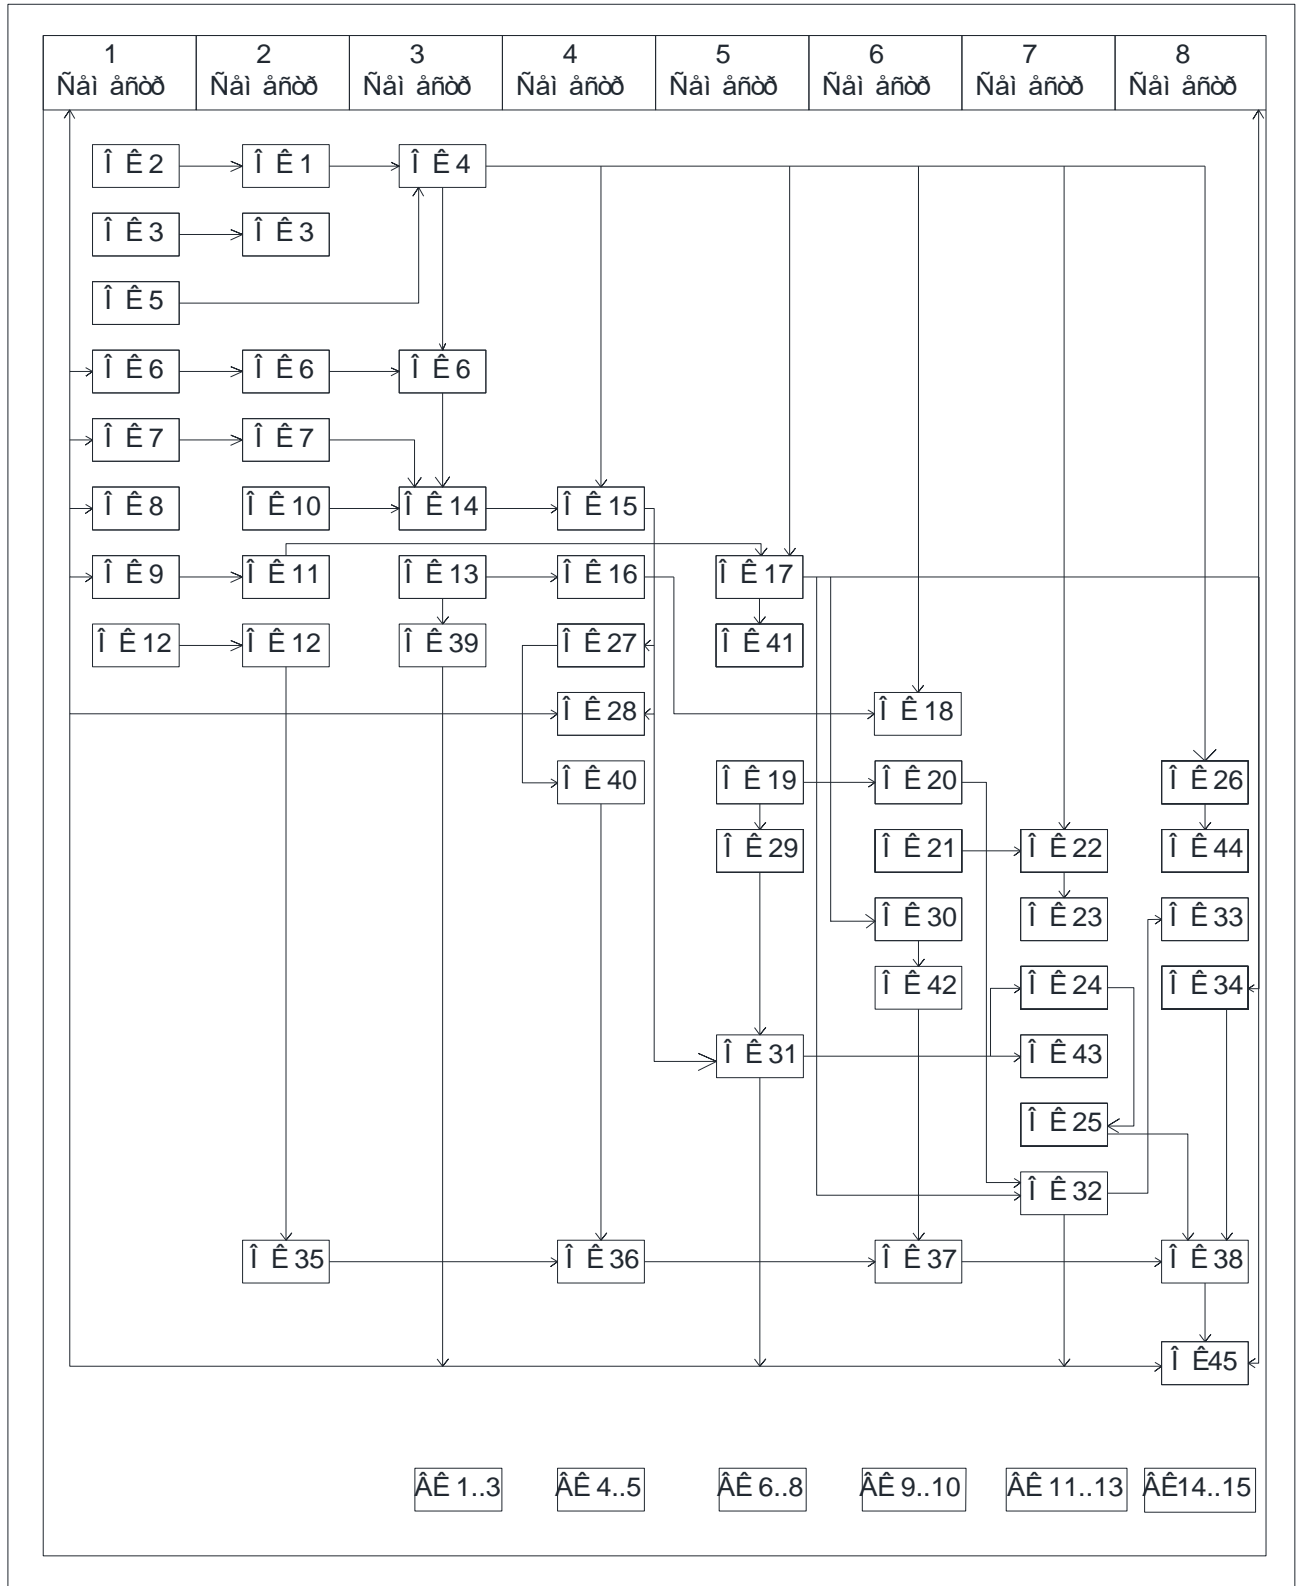 1 2 3 4 5 6 7 8
Ñåì åñòð Ñåì åñòð Ñåì åñòð Ñåì åñòð Ñåì åñòð Ñåì åñòð Ñåì åñòð Ñåì åñòð
Î Ê 2 Î Ê 1 Î Ê 4
Î Ê 3 Î Ê 3
Î Ê 5
Î Ê 6 Î Ê 6 Î Ê 6
Î Ê 7 Î Ê 7
Î Ê 8 Î Ê 10 Î Ê 14 Î Ê 15
Î Ê 9 Î Ê 11 Î Ê 13 Î Ê 16 Î Ê 17
Î Ê 12 Î Ê 12 Î Ê 39 Î Ê 27 Î Ê 41
Î Ê 28 Î Ê 18
Î Ê 40 Î Ê 19 Î Ê 20 Î Ê 26
Î Ê 29 Î Ê 21 Î Ê 22 Î Ê 44
Î Ê 30 Î Ê 23 Î Ê 33
Î Ê 42 Î Ê 24 Î Ê 34
Î Ê 31 Î Ê 43
Î Ê 25
Î Ê 32
Î Ê 35 Î Ê 36 Î Ê 37 Î Ê 38
Î Ê45
ÂÊ 1..3 ÂÊ 4..5 ÂÊ 6..8 ÂÊ 9..10 ÂÊ 11..13 ÂÊ14..15